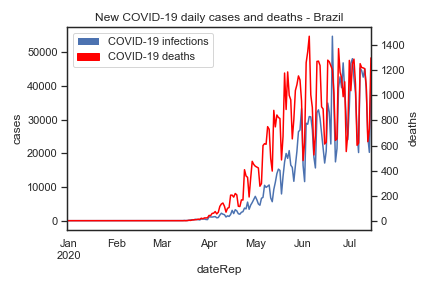 New COVID-19 daily cases and deaths - Brazil
COVID-19 infections
COVID-19 deaths
50000
40000
30000
20000
10000
0
cases
1400
1200
1000
800
600
400
200
0
deaths
Jan Feb Mar Apr May Jun Jul
2020
dateRep